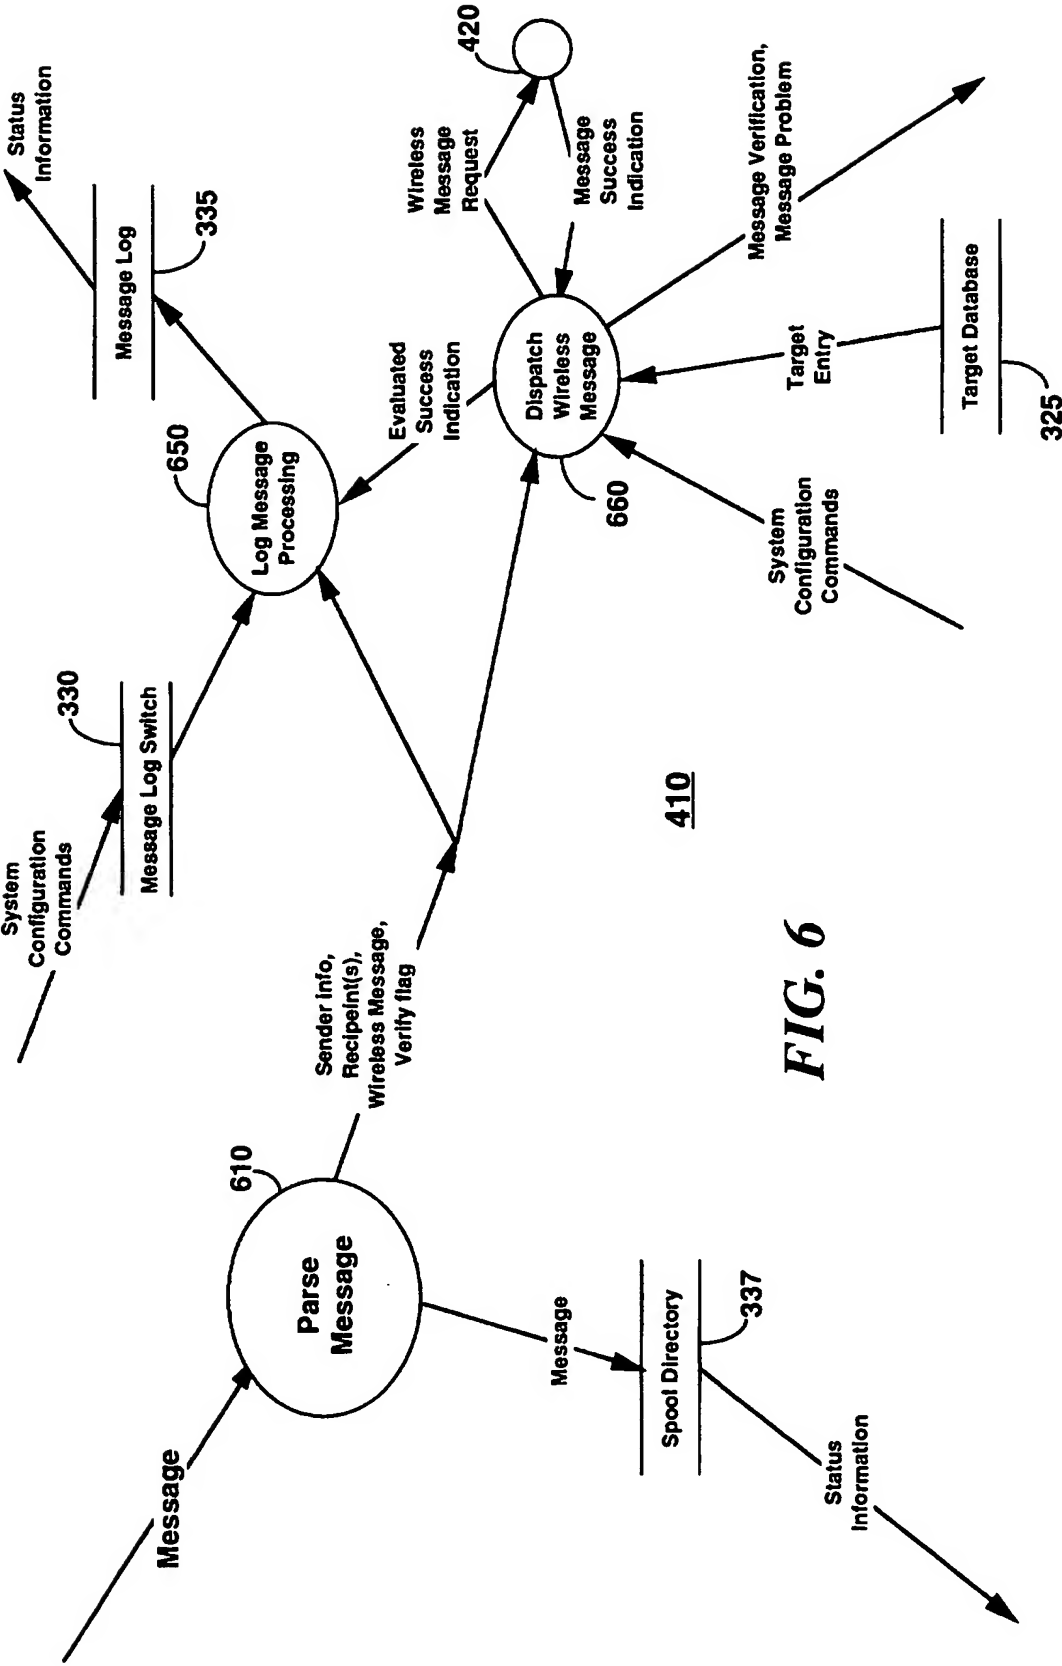 Message
Parse
Message
610
Message
Spool Directory
337
Status
Information
Sender info,
Recipeint(s),
Wireless Message,
Verify flag
System
Configuration
Commands
Message Log Switch
330
Log Message
Processing
650
Message Log
335
Status
Information
Evaluated
Success
Indication
Dispatch
Wireless
Message
660
Wireless
Message
Request
420
Message
Success
Indication
Message Verification,
Message Problem
Target
Entry
Target Database
325
System
Configuration
Commands
410
FIG. 6